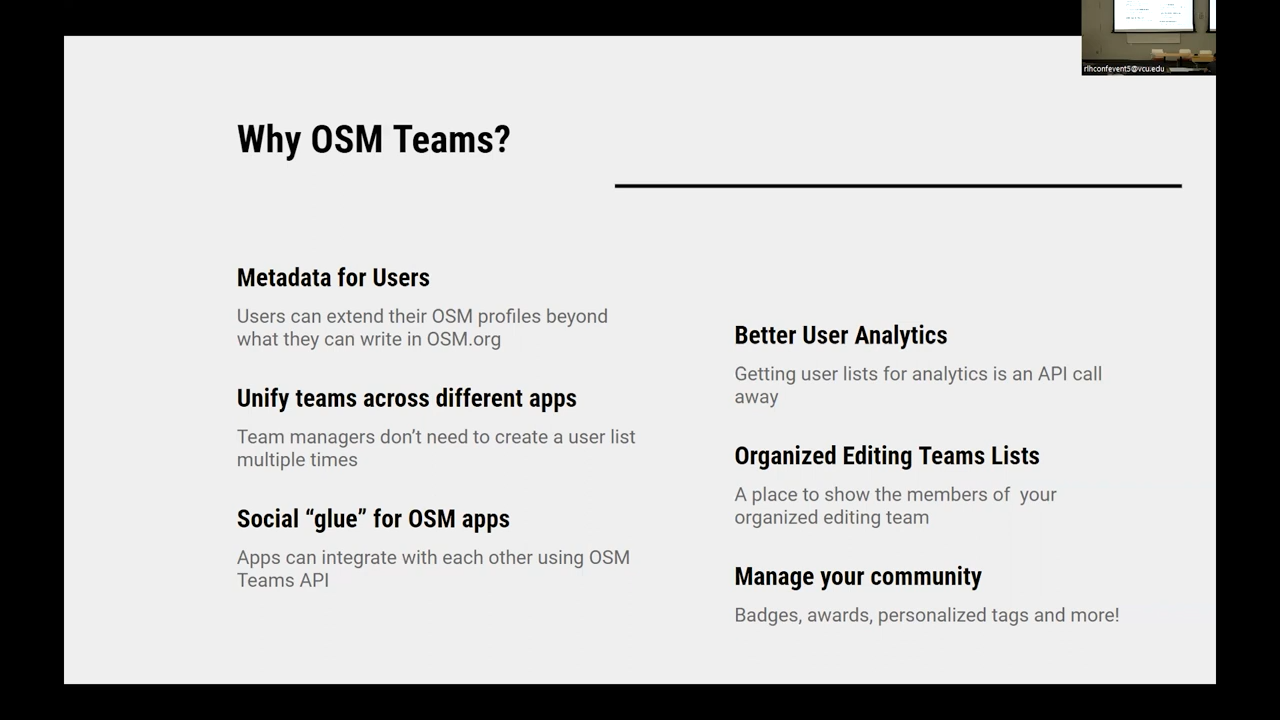 rlhconfevent5@vcu.edu
Why OSM Teams?
Metadata for Users
Users can extend their OSM profiles beyond
what they can write in OSM.org
Unify teams across different apps
Team managers don’t need to create a user list
multiple times
Social “glue” for OSM apps
Apps can integrate with each other using OSM
Teams API
Better User Analytics
Getting user lists for analytics is an API call
away
Organized Editing Teams Lists
A place to show the members of  your
organized editing team
Manage your community
Badges, awards, personalized tags and more!